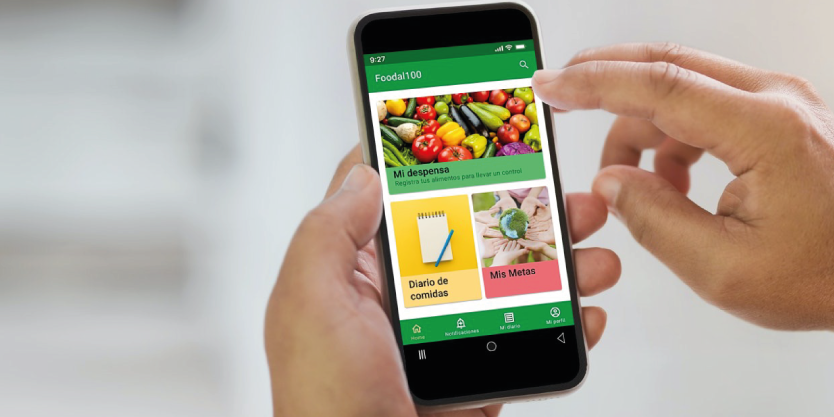 9:27
Foodal100
Mi despensa
Registra tus alimentos para llevar un control
Diario de
comidas
Mis Metas
Home
Notificaciones
Mi diario
Mi perfil